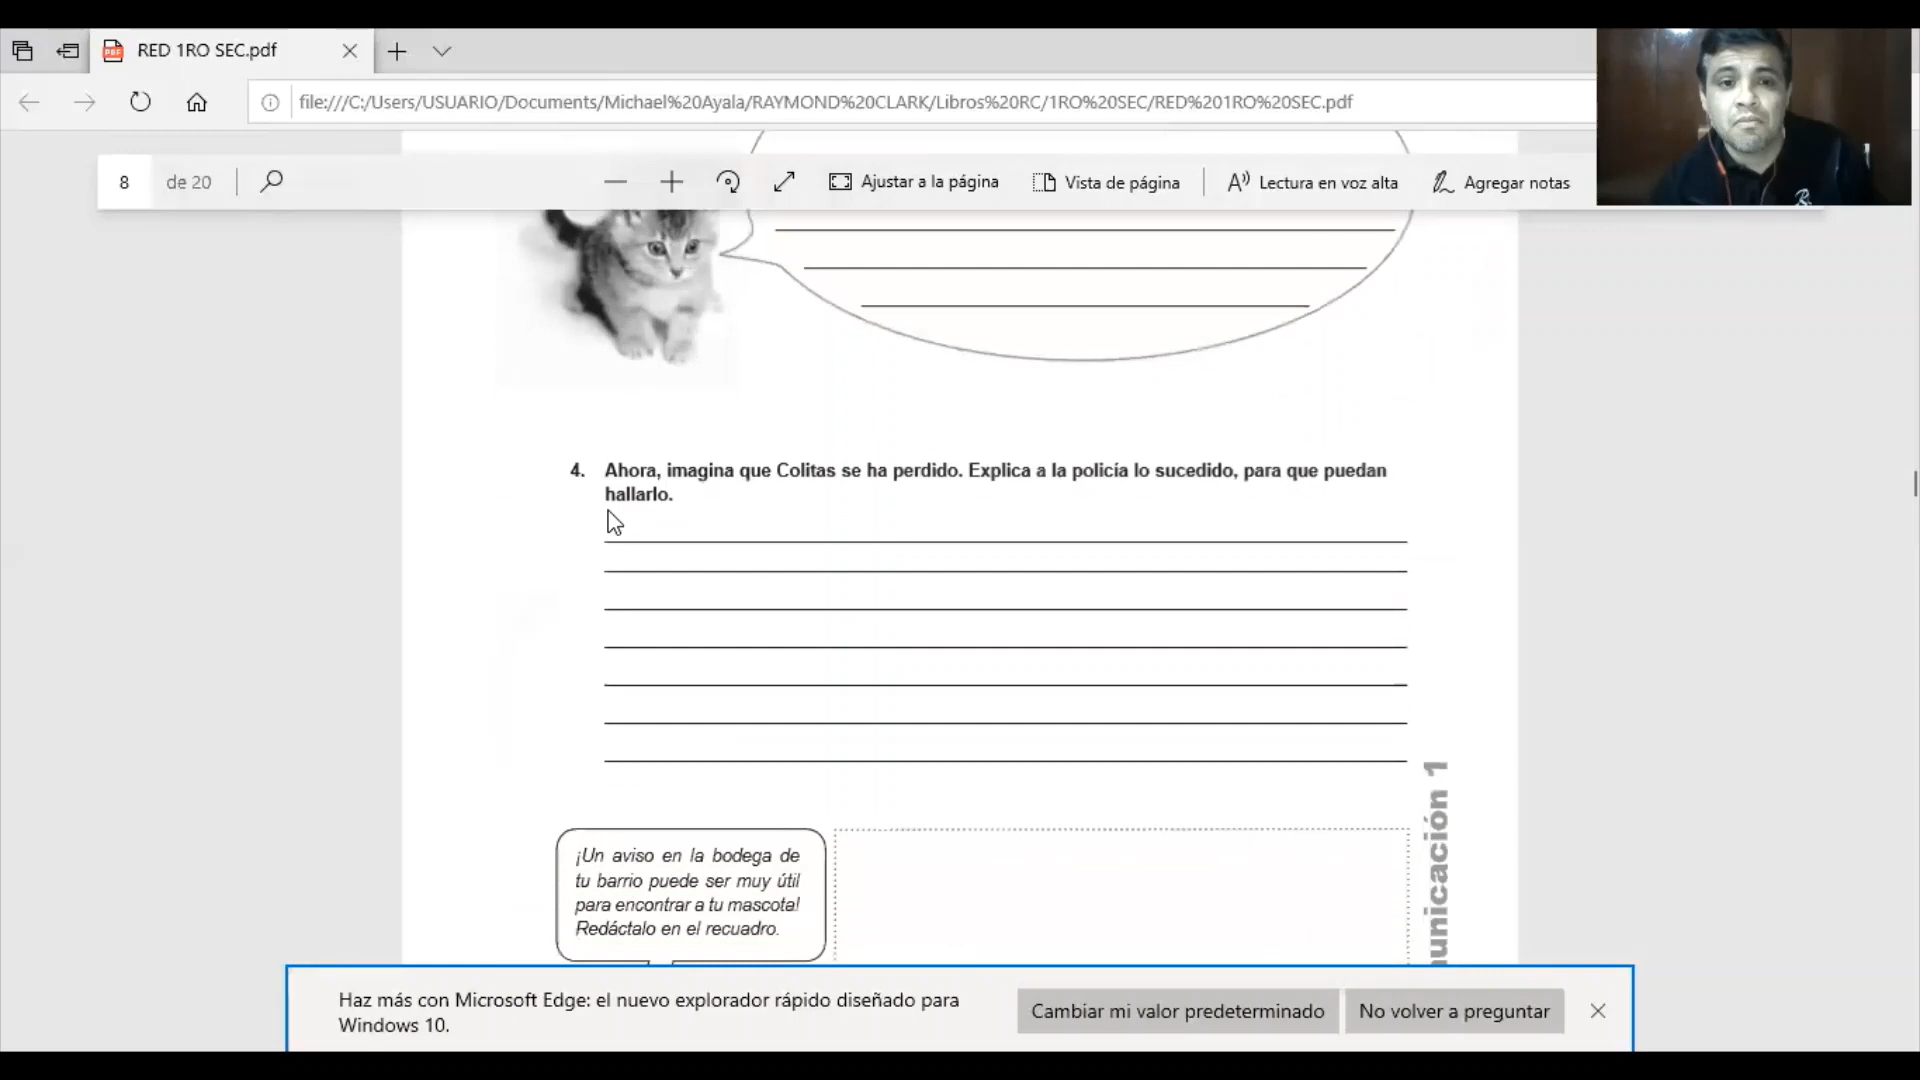 RED 1RO SEC.pdf
file:///C:/Users/USUARIO/Documents/Michael%20Ayala/RAYMOND%20CLARK/Libros%20RC/1RO%20SEC/RED%201RO%20SEC.pdf
8 de 20 Ajustar a la página Vista de página Lectura en voz alta Agregar notas
4. Ahora, imagina que Colitas se ha perdido. Explica a la policía lo sucedido, para que puedan
hallarlo.
¡Un aviso en la bodega de
tu barrio puede ser muy útil
para encontrar a tu mascota!
Redáctalo en el recuadro.
unicación 1
Haz más con Microsoft Edge: el nuevo explorador rápido diseñado para
Windows 10.
Cambiar mi valor predeterminado
No volver a preguntar